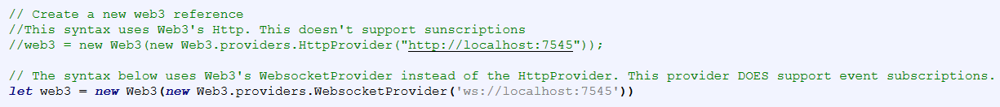 // Create a new web3 reference
//This syntax uses Web3's Http. This doesn't support sunscriptions
//web3 = new Web3(new Web3.providers.HttpProvider("http://localhost:7545"));
// The syntax below uses Web3's WebsocketProvider instead of the HttpProvider. This provider DOES support event subscriptions.
let web3 = new Web3(new Web3.providers.WebsocketProvider('ws://localhost:7545'))